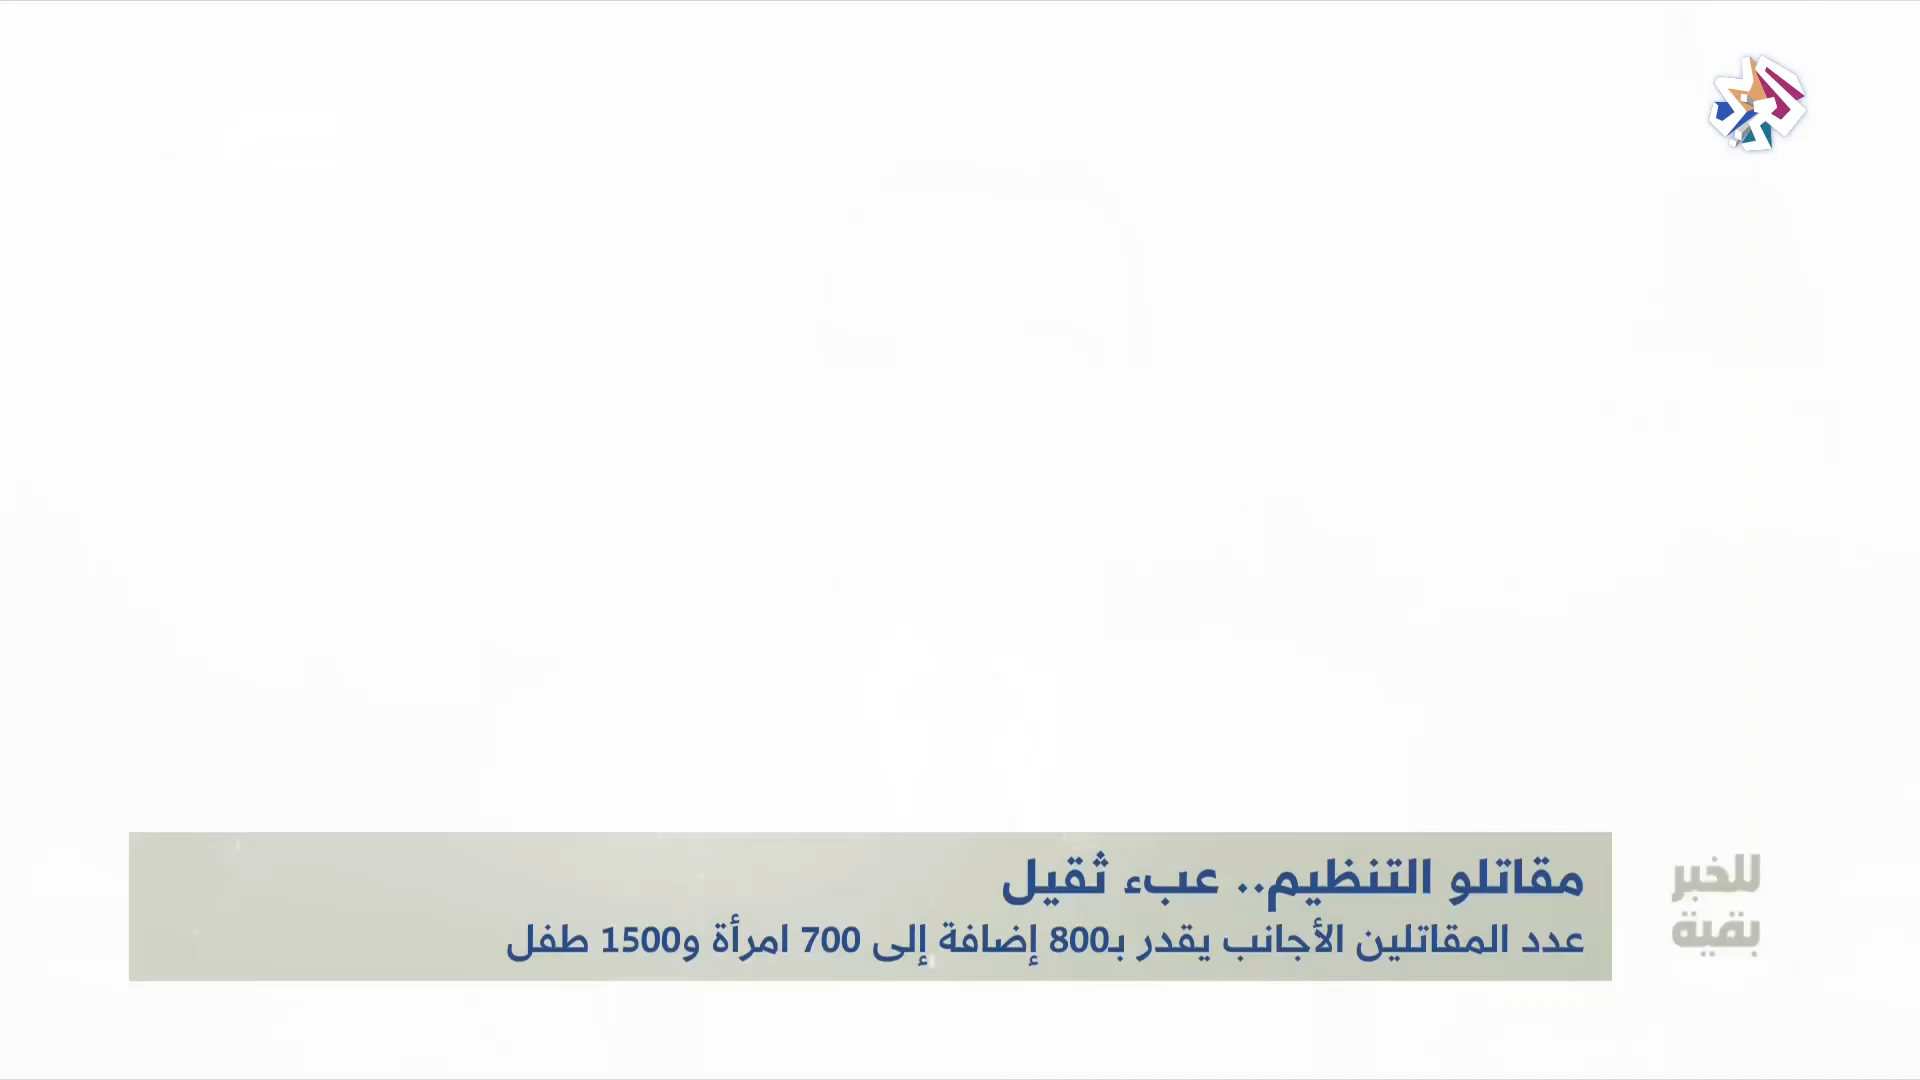 مقاتلو التنظيم.. عبء ثقيل
عدد المقاتلين الأجانب يقدر بـ800 إضافة إلى 700 امرأة و1500 طفل
للخبر
بقية